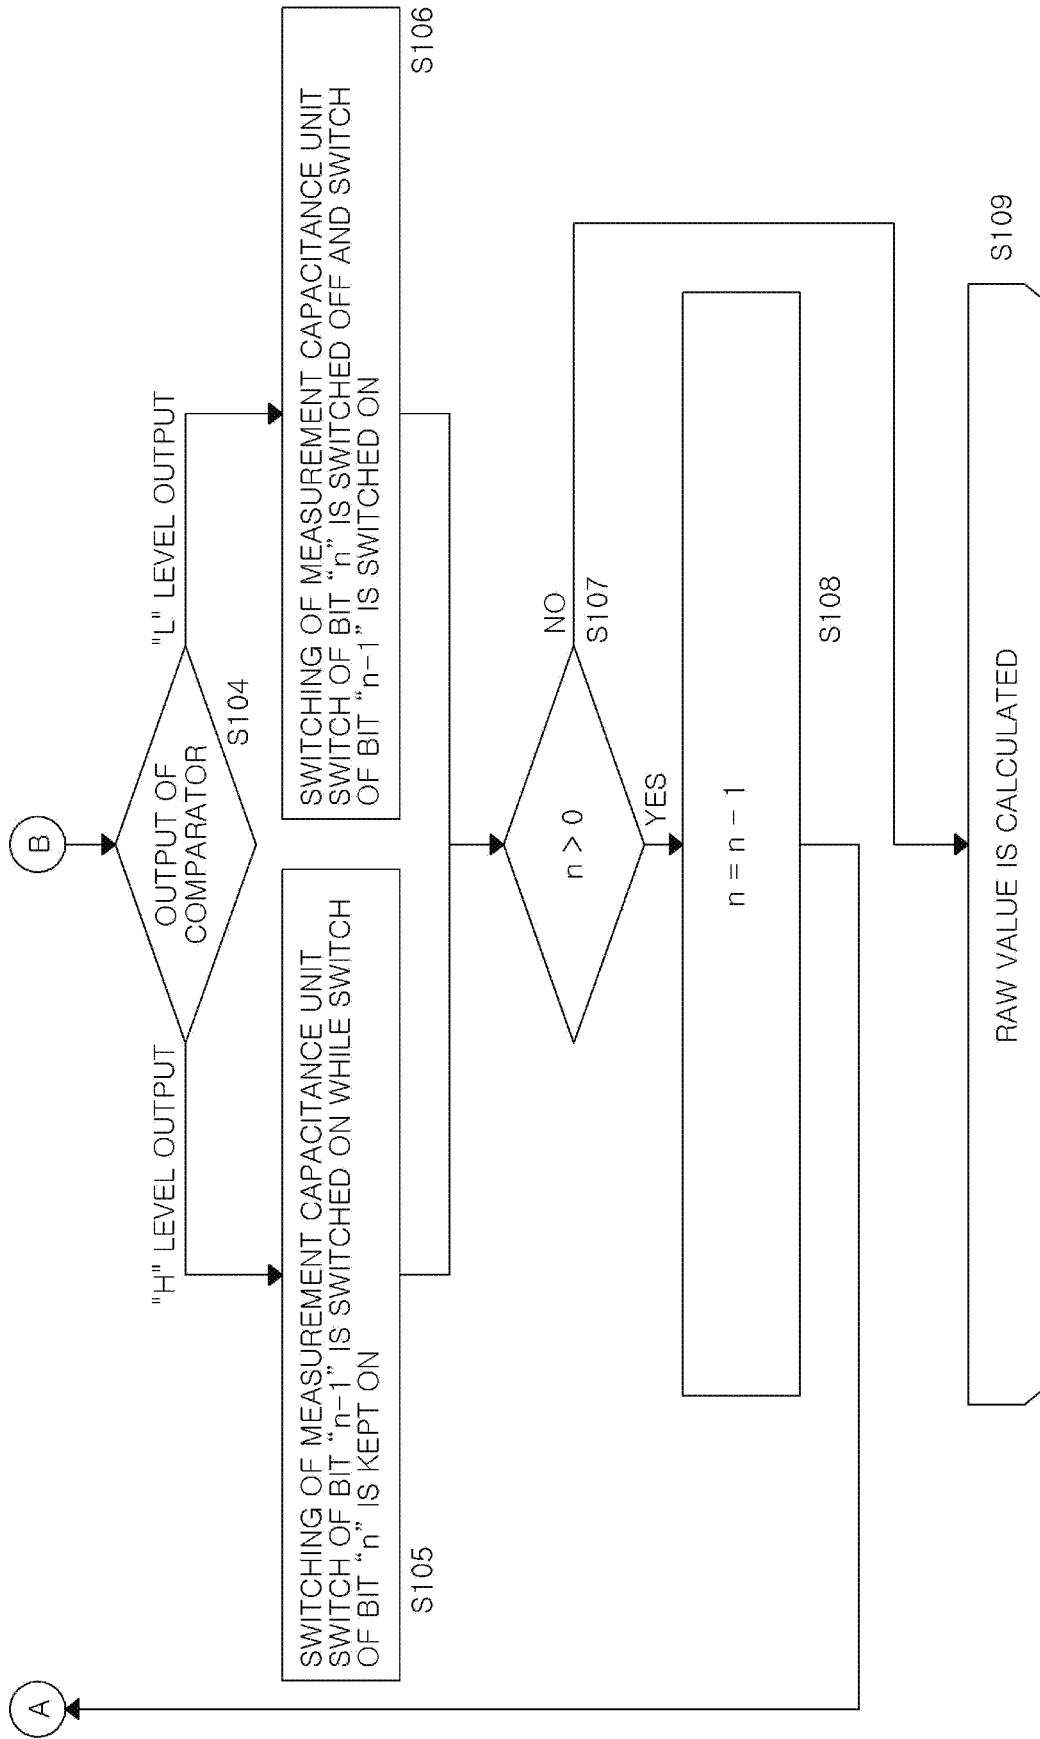 A
B
OUTPUT OF
COMPARATOR
S104
"H" LEVEL OUTPUT
"L" LEVEL OUTPUT
SWITCHING OF MEASUREMENT CAPACITANCE UNIT
SWITCH OF BIT “n-1” IS SWITCHED ON WHILE SWITCH
OF BIT “n” IS KEPT ON
S105
SWITCHING OF MEASUREMENT CAPACITANCE UNIT
SWITCH OF BIT “n” IS SWITCHED OFF AND SWITCH
OF BIT “n-1” IS SWITCHED ON
S106
n > 0
NO
S107
YES
n = n - 1
S108
RAW VALUE IS CALCULATED
S109